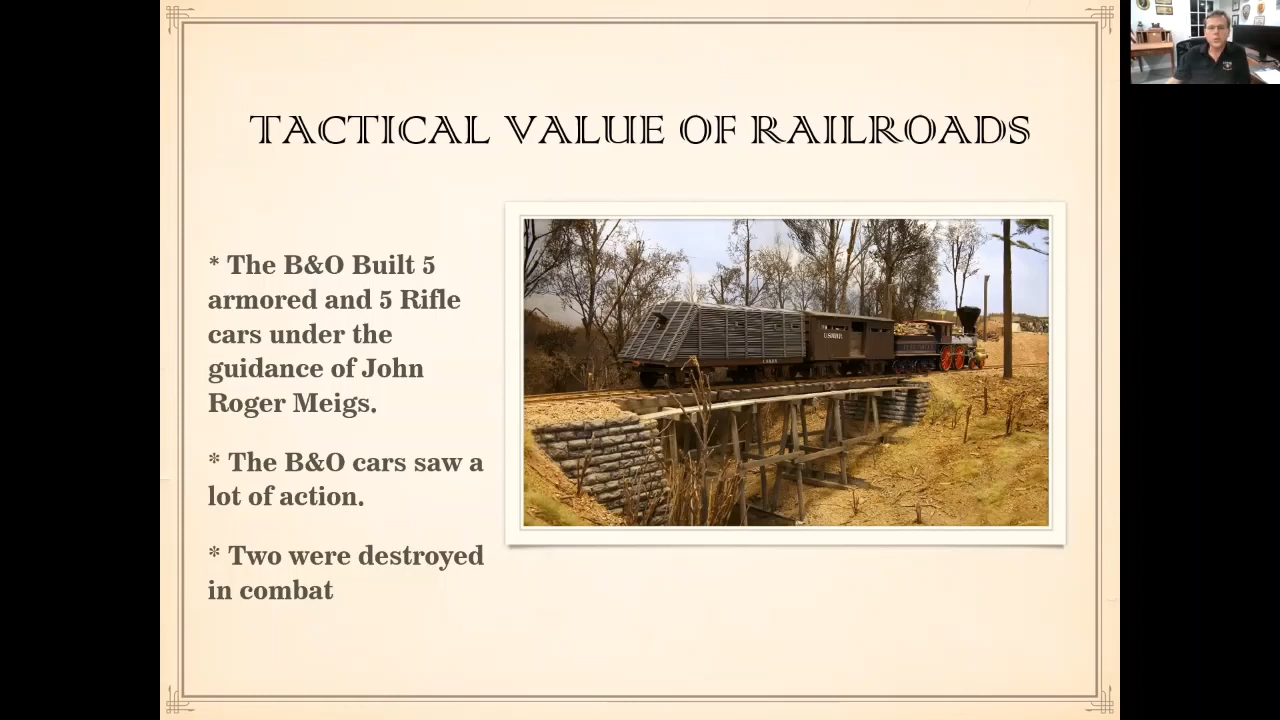 TACTICAL VALUE OF RAILROADS
* The B&O Built 5
armored and 5 Rifle
cars under the
guidance of John
Roger Meigs.
* The B&O cars saw a
lot of action.
* Two were destroyed
in combat